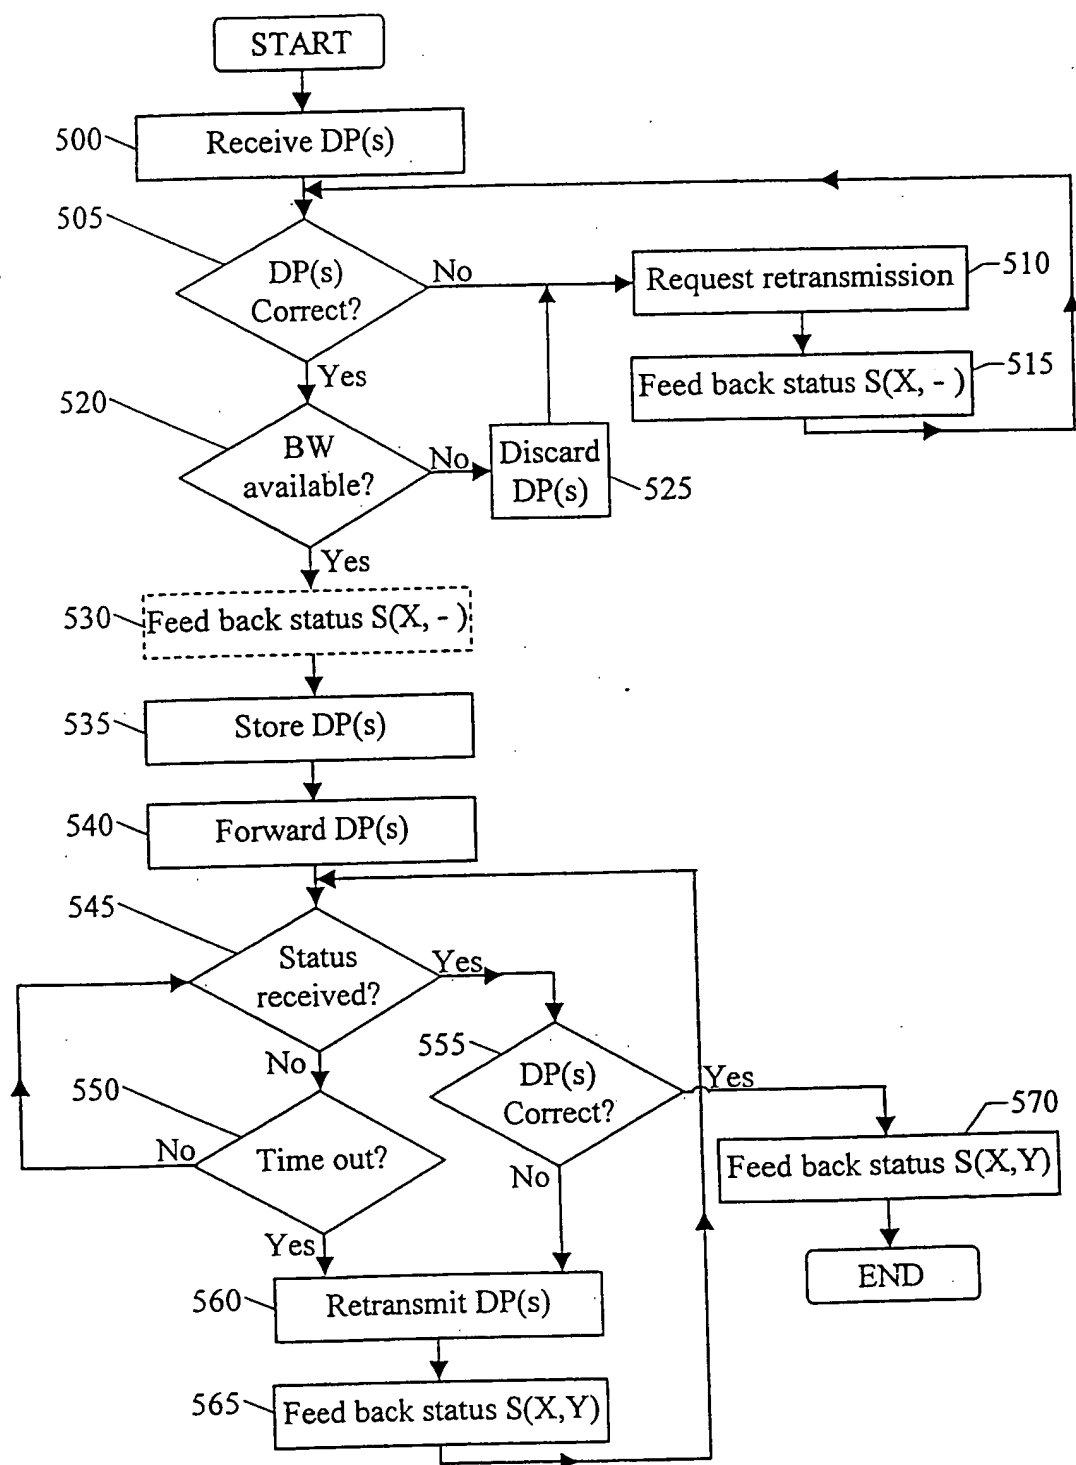 START
500
Receive DP(s)
505
DP(s)
Correct?
No
Request retransmission
510
Yes
Feed back status S(X, - )
515
520
BW
available?
No
Discard
DP(s)
525
Yes
530
Feed back status S(X, - )
535
Store DP(s)
540
Forward DP(s)
545
Status
received?
Yes
No
555
DP(s)
Correct?
Yes
550
Time out?
No
570
Feed back status S(X,Y)
No
Yes
END
560
Retransmit DP(s)
565
Feed back status S(X,Y)